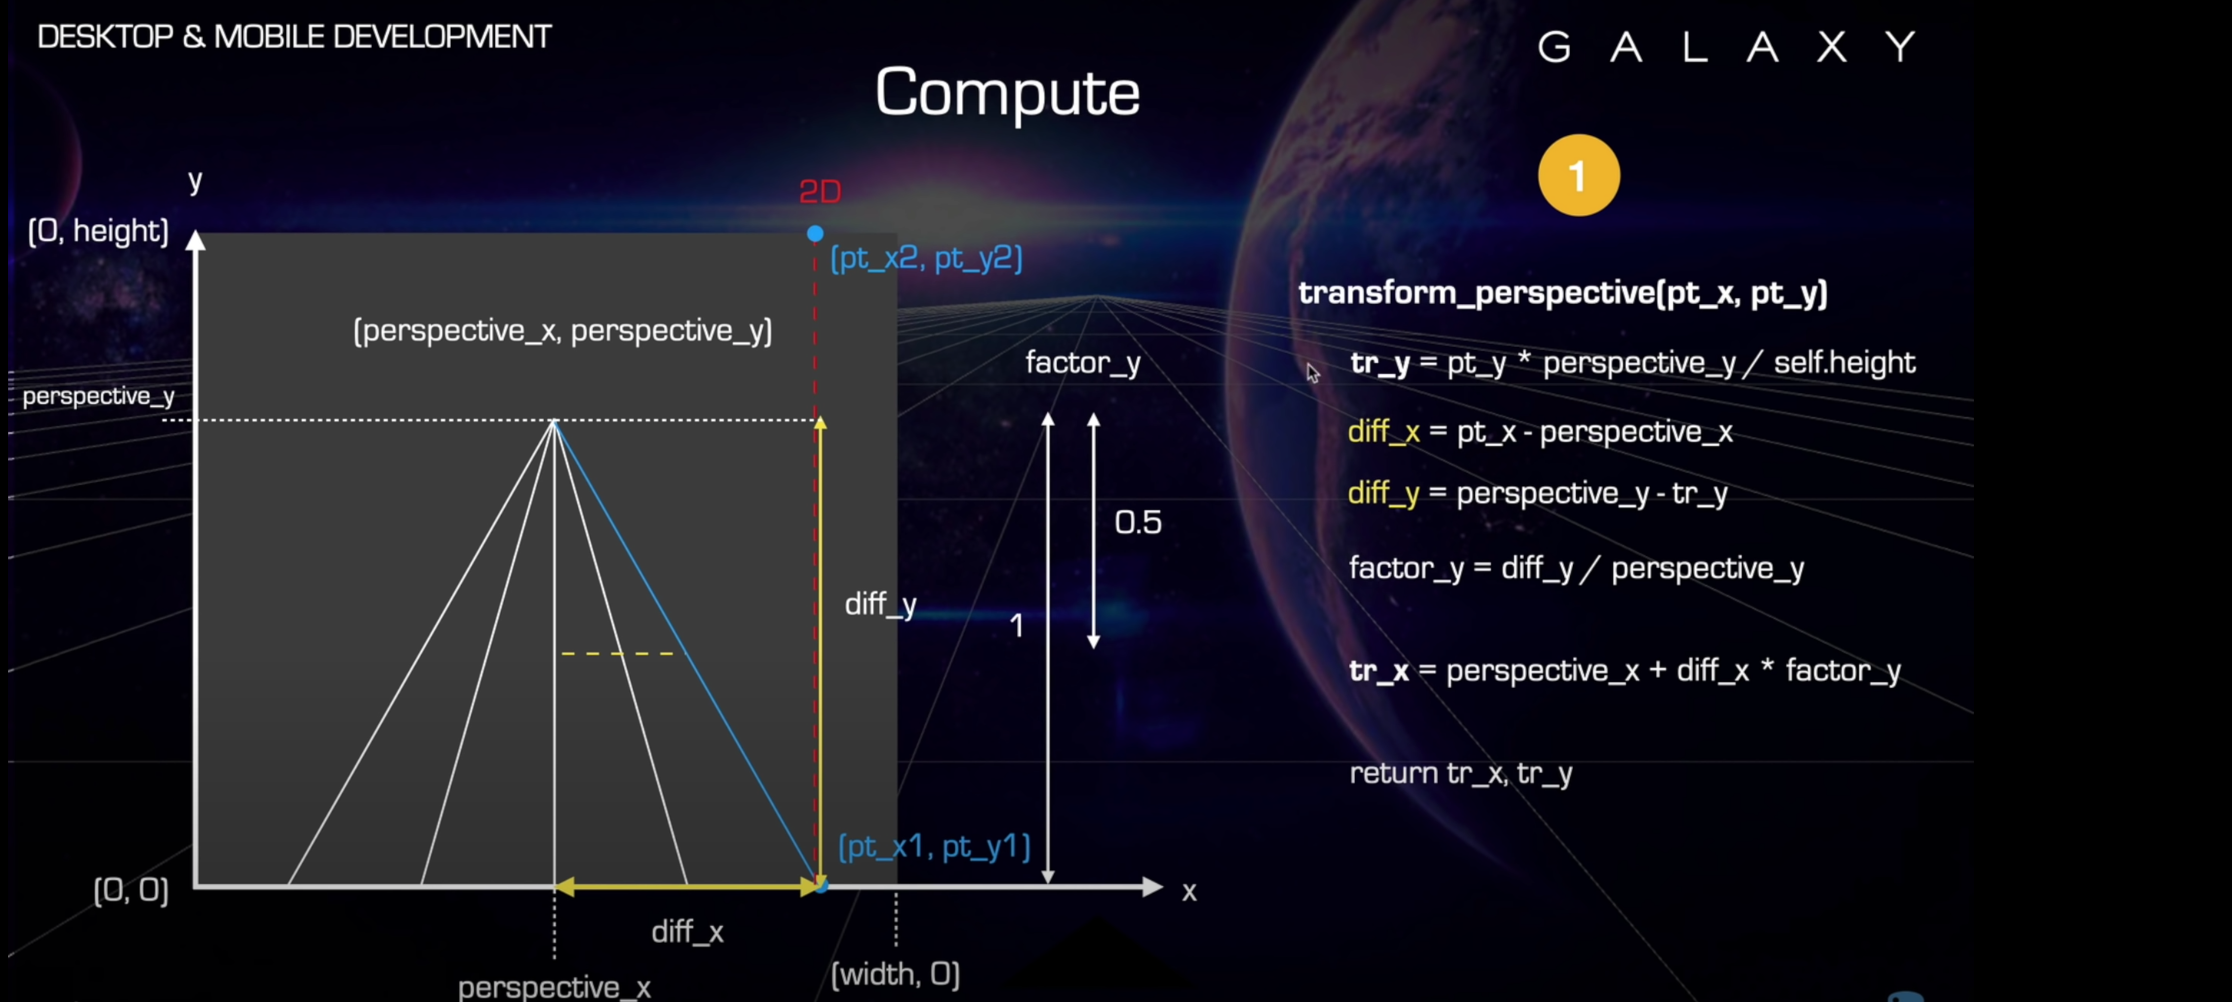 DESKTOP & MOBILE DEVELOPMENT
G A L A X Y
Compute
1
y
2D
(0, height)
(pt_x2, pt_y2)
(perspective_x, perspective_y)
perspective_y
factor_y
0.5
1
diff_y
(pt_x1, pt_y1)
(0, 0)
x
diff_x
(width, 0)
perspective_x
transform_perspective(pt_x, pt_y)
tr_y = pt_y * perspective_y / self.height
diff_x = pt_x - perspective_x
diff_y = perspective_y - tr_y
factor_y = diff_y / perspective_y
tr_x = perspective_x + diff_x * factor_y
return tr_x, tr_y